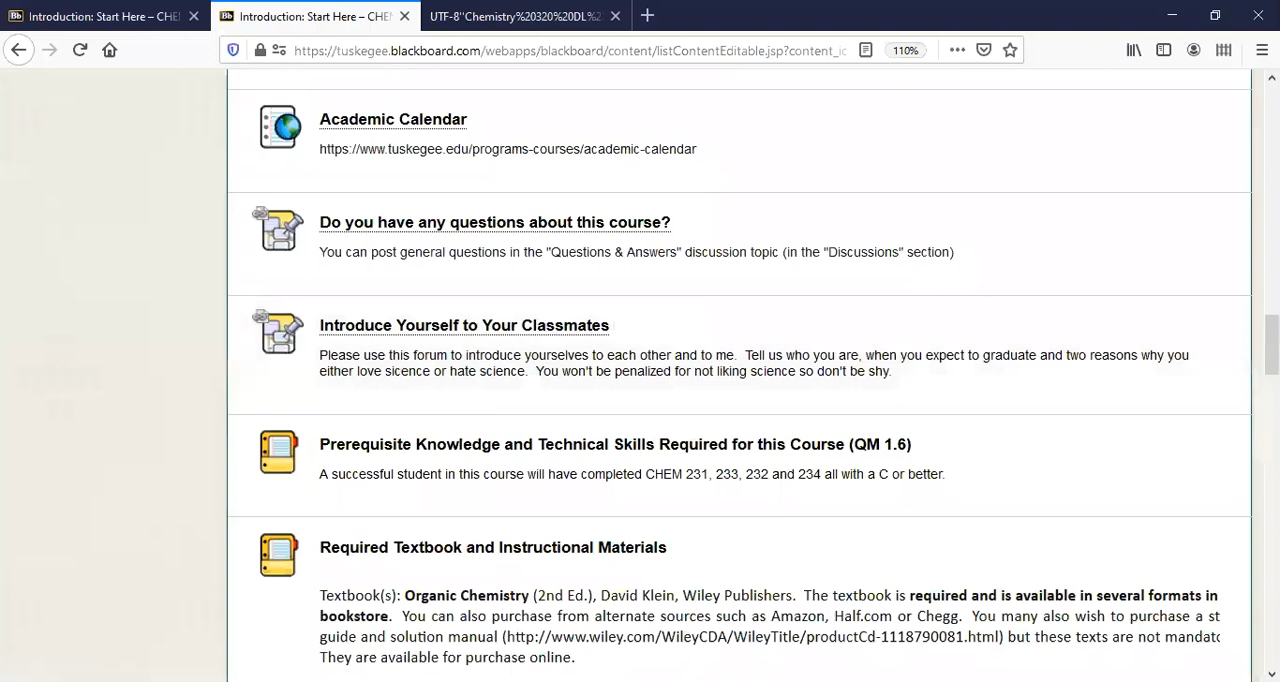 Introduction: Start Here – CHE
Introduction: Start Here – CHE
UTF-8''Chemistry%20320%20DL%2
https://tuskegee.blackboard.com/webapps/blackboard/content/listContentEditable.jsp?content_ic
110%
Academic Calendar
https://www.tuskegee.edu/programs-courses/academic-calendar
Do you have any questions about this course?
You can post general questions in the "Questions & Answers" discussion topic (in the "Discussions" section)
Introduce Yourself to Your Classmates
Please use this forum to introduce yourselves to each other and to me. Tell us who you are, when you expect to graduate and two reasons why you
either love sicence or hate science. You won't be penalized for not liking science so don't be shy.
Prerequisite Knowledge and Technical Skills Required for this Course (QM 1.6)
A successful student in this course will have completed CHEM 231, 233, 232 and 234 all with a C or better.
Required Textbook and Instructional Materials
Textbook(s): Organic Chemistry (2nd Ed.), David Klein, Wiley Publishers. The textbook is required and is available in several formats in
bookstore. You can also purchase from alternate sources such as Amazon, Half.com or Chegg. You many also wish to purchase a st
guide and solution manual (http://www.wiley.com/WileyCDA/WileyTitle/productCd-1118790081.html) but these texts are not mandato
They are available for purchase online.